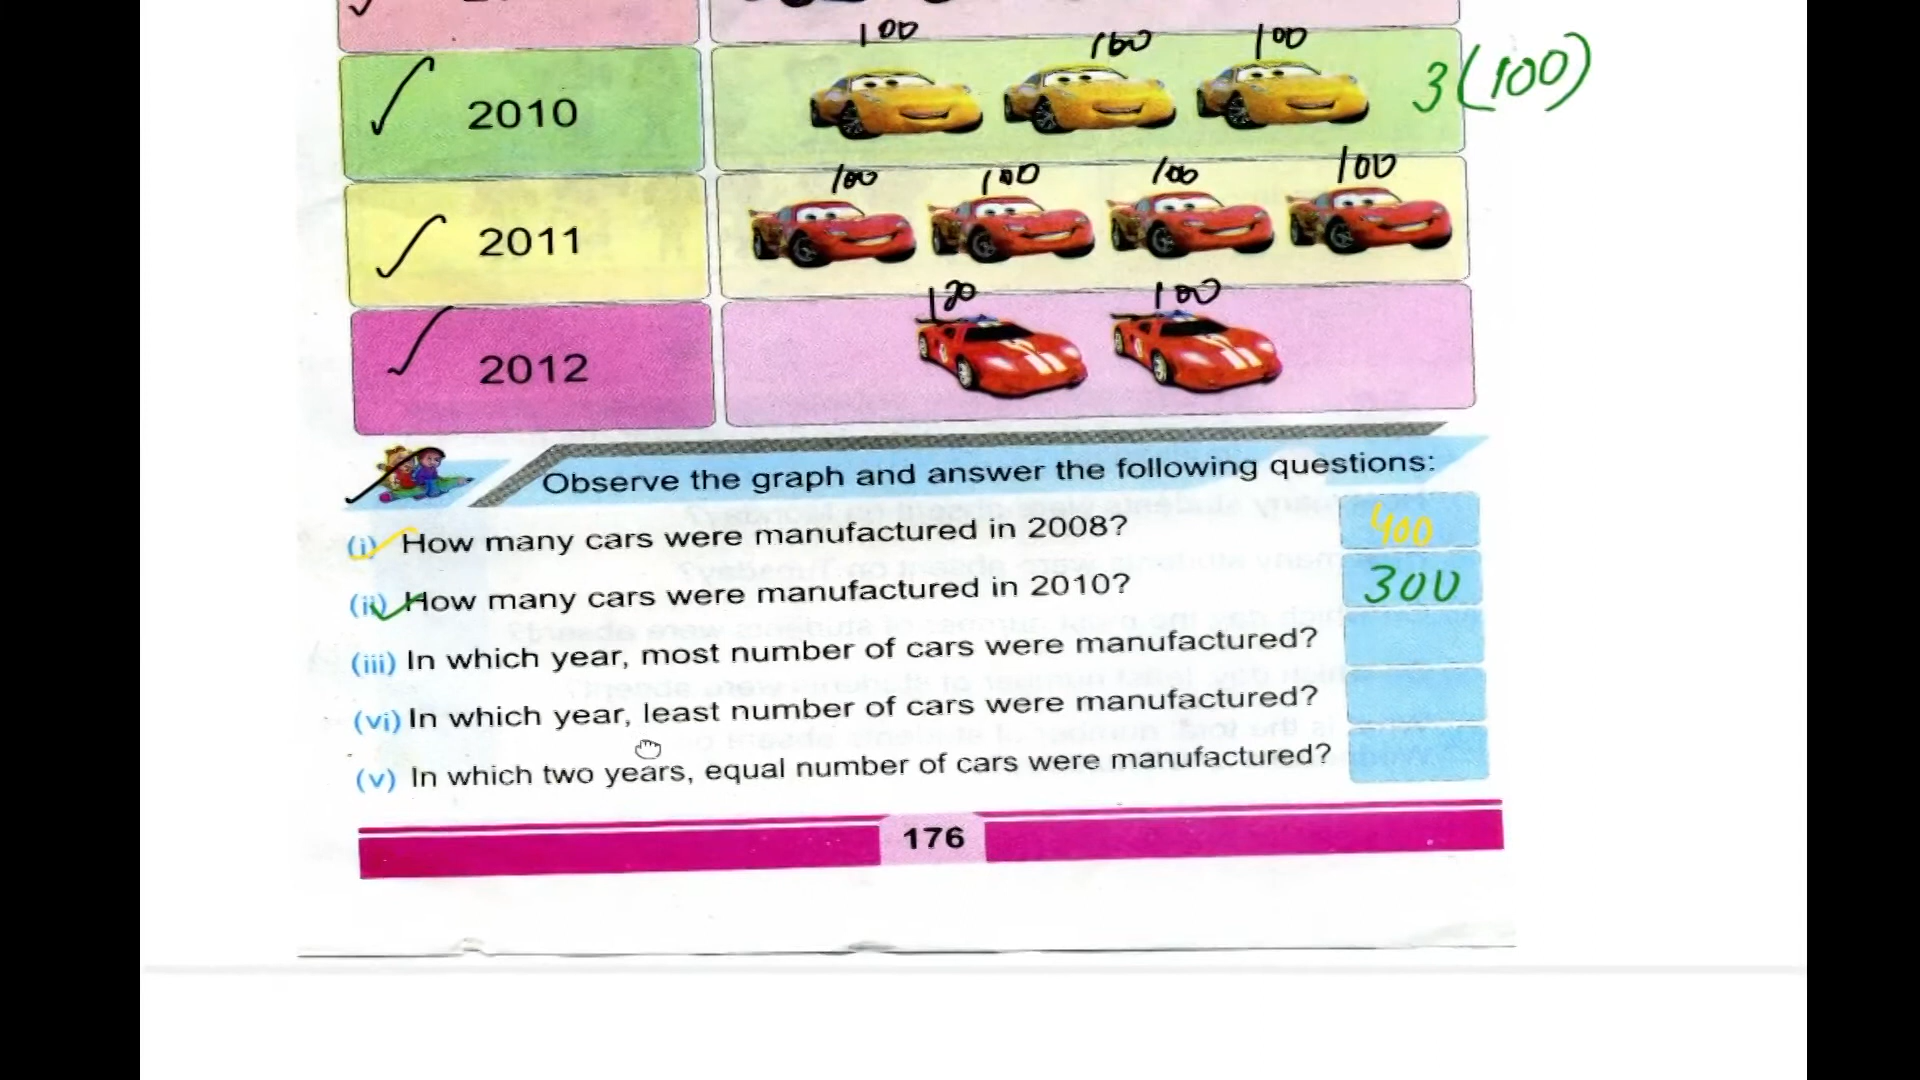 100 100 100
2010
3(100)
100 100 100 100
2011
100 100
2012
Observe the graph and answer the following questions:
(i) How many cars were manufactured in 2008? 400
(ii) How many cars were manufactured in 2010? 300
(iii) In which year, most number of cars were manufactured?
(vi) In which year, least number of cars were manufactured?
(v) In which two years, equal number of cars were manufactured?
176